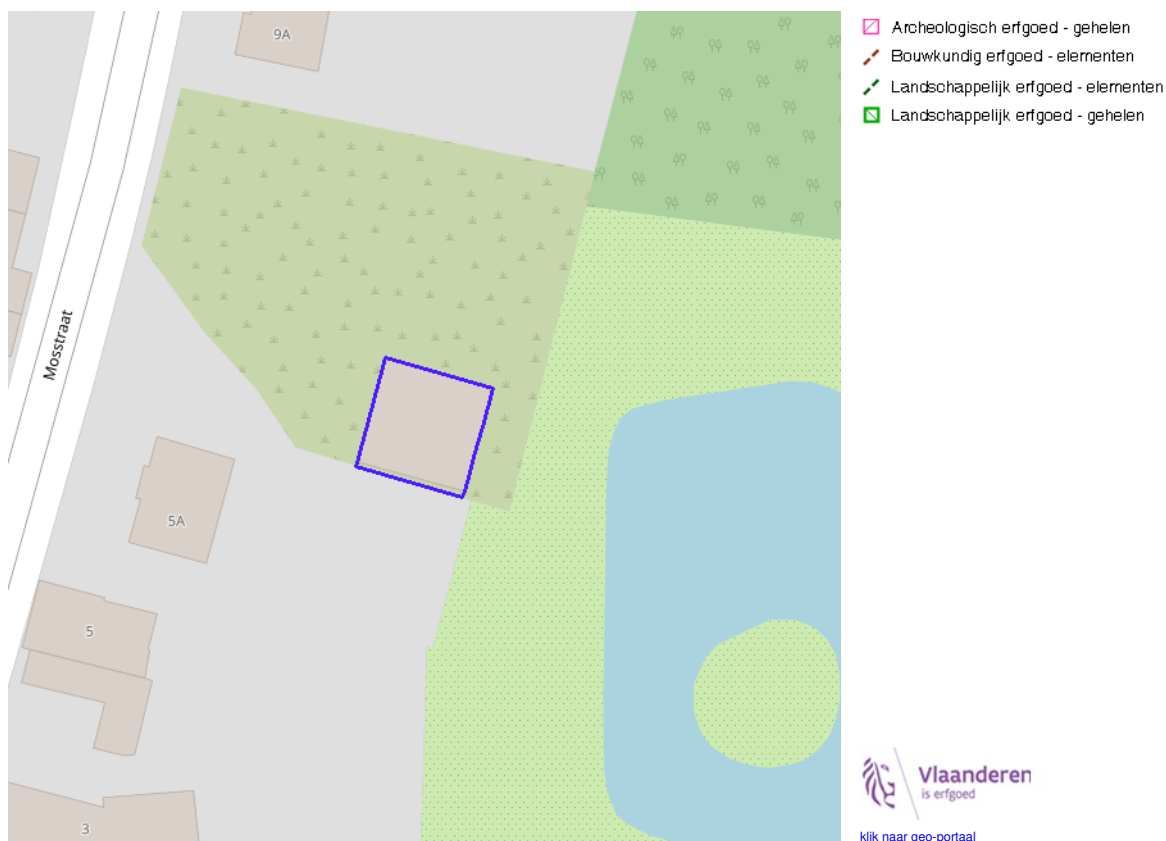 9A
Mosstraat
5A
5
3
Archeologisch erfgoed - gehelen
Bouwkundig erfgoed - elementen
Landschappelijk erfgoed - elementen
Landschappelijk erfgoed - gehelen
Vlaanderen
is erfgoed
klik naar geo-portaal